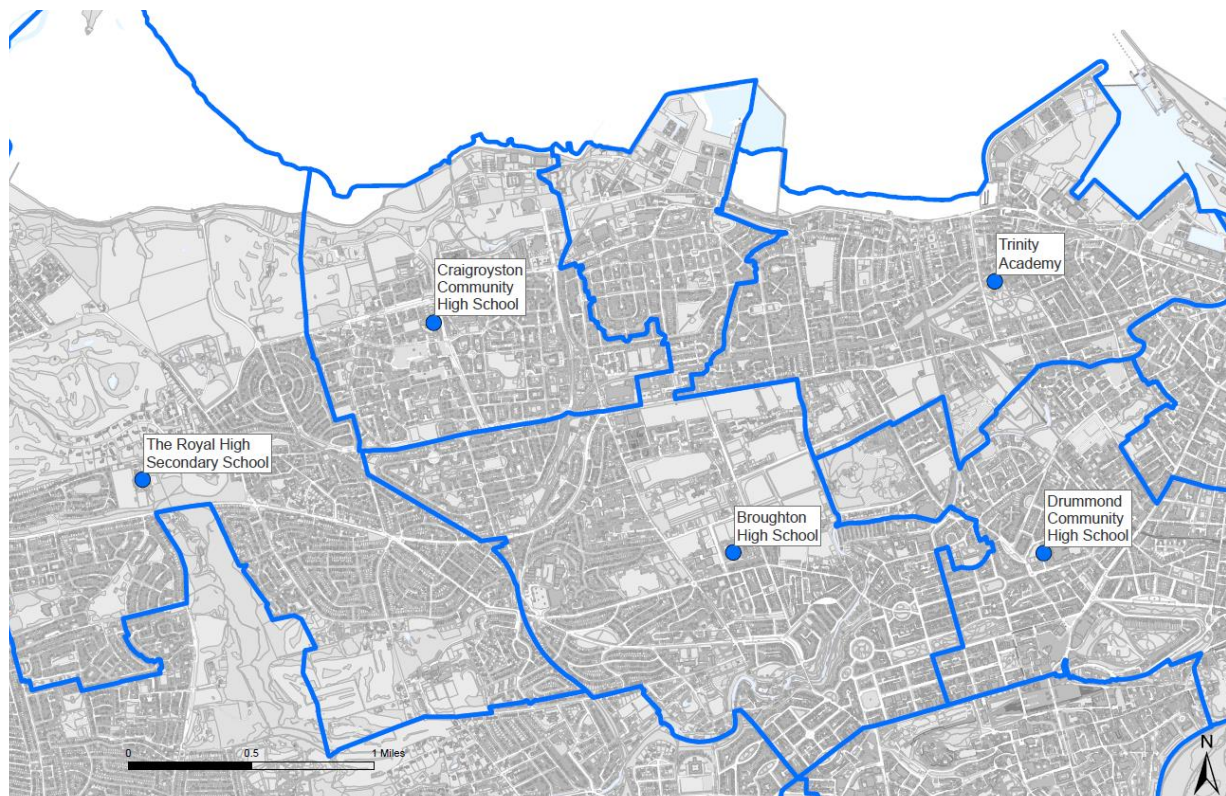 Trinity
Academy
Craigroyston
Community
High School
The Royal High
Secondary School
Broughton
High School
Drummond
Community
High School
0
0.5
1 Miles
N